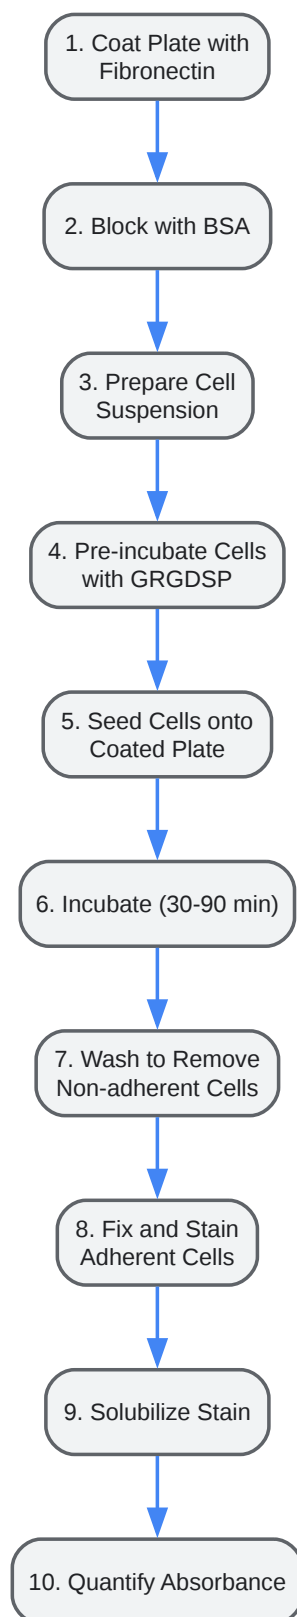 1. Coat Plate with
Fibronectin
2. Block with BSA
3. Prepare Cell
Suspension
4. Pre-incubate Cells
with GRGDSP
5. Seed Cells onto
Coated Plate
6. Incubate (30-90 min)
7. Wash to Remove
Non-adherent Cells
8. Fix and Stain
Adherent Cells
9. Solubilize Stain
10. Quantify Absorbance